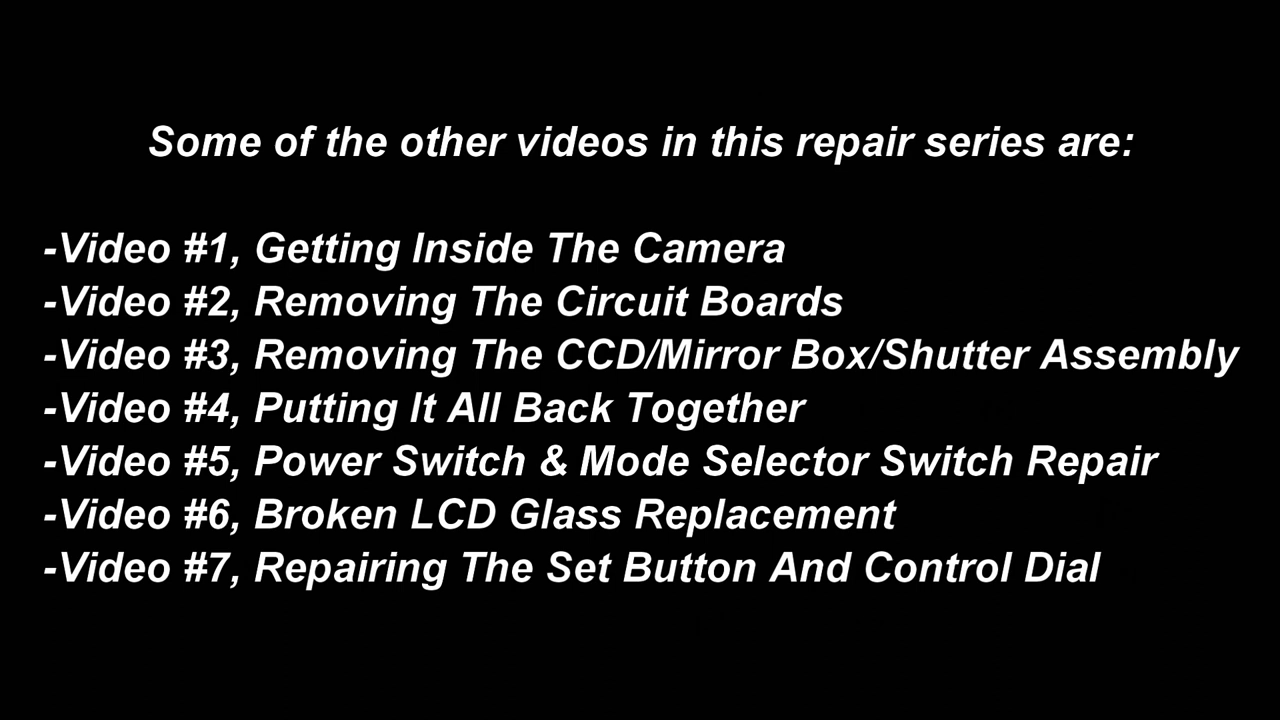 Some of the other videos in this repair series are:
-Video #1, Getting Inside The Camera
-Video #2, Removing The Circuit Boards
-Video #3, Removing The CCD/Mirror Box/Shutter Assembly
-Video #4, Putting It All Back Together
-Video #5, Power Switch & Mode Selector Switch Repair
-Video #6, Broken LCD Glass Replacement
-Video #7, Repairing The Set Button And Control Dial